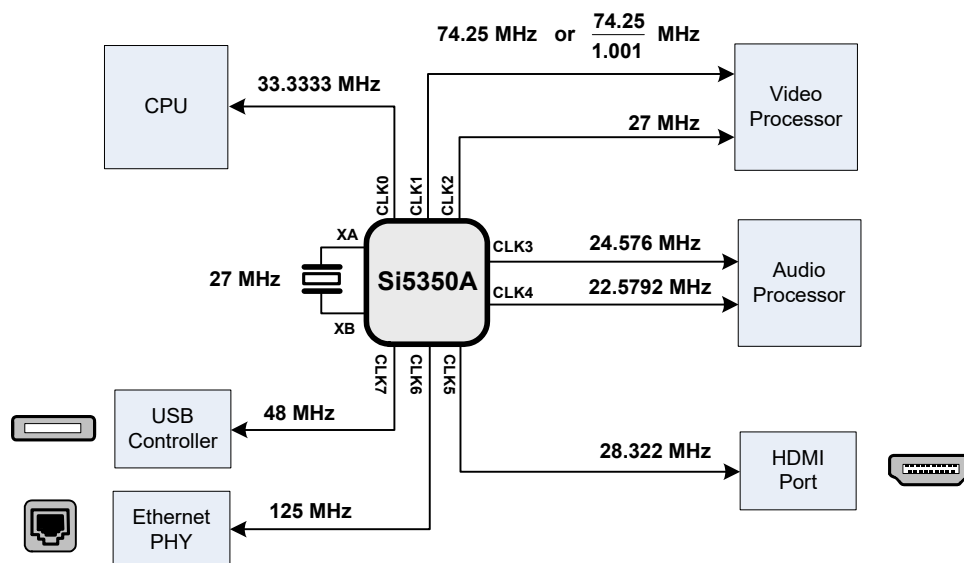 74.25 MHz or 74.25 / 1.001 MHz
CPU
33.3333 MHz
Video
Processor
27 MHz
CLK0
CLK1
CLK2
XA
27 MHz
XB
Si5350A
CLK3
24.576 MHz
CLK4
22.5792 MHz
Audio
Processor
CLK7
CLK6
CLK5
USB
Controller
48 MHz
28.322 MHz
HDMI
Port
Ethernet
PHY
125 MHz